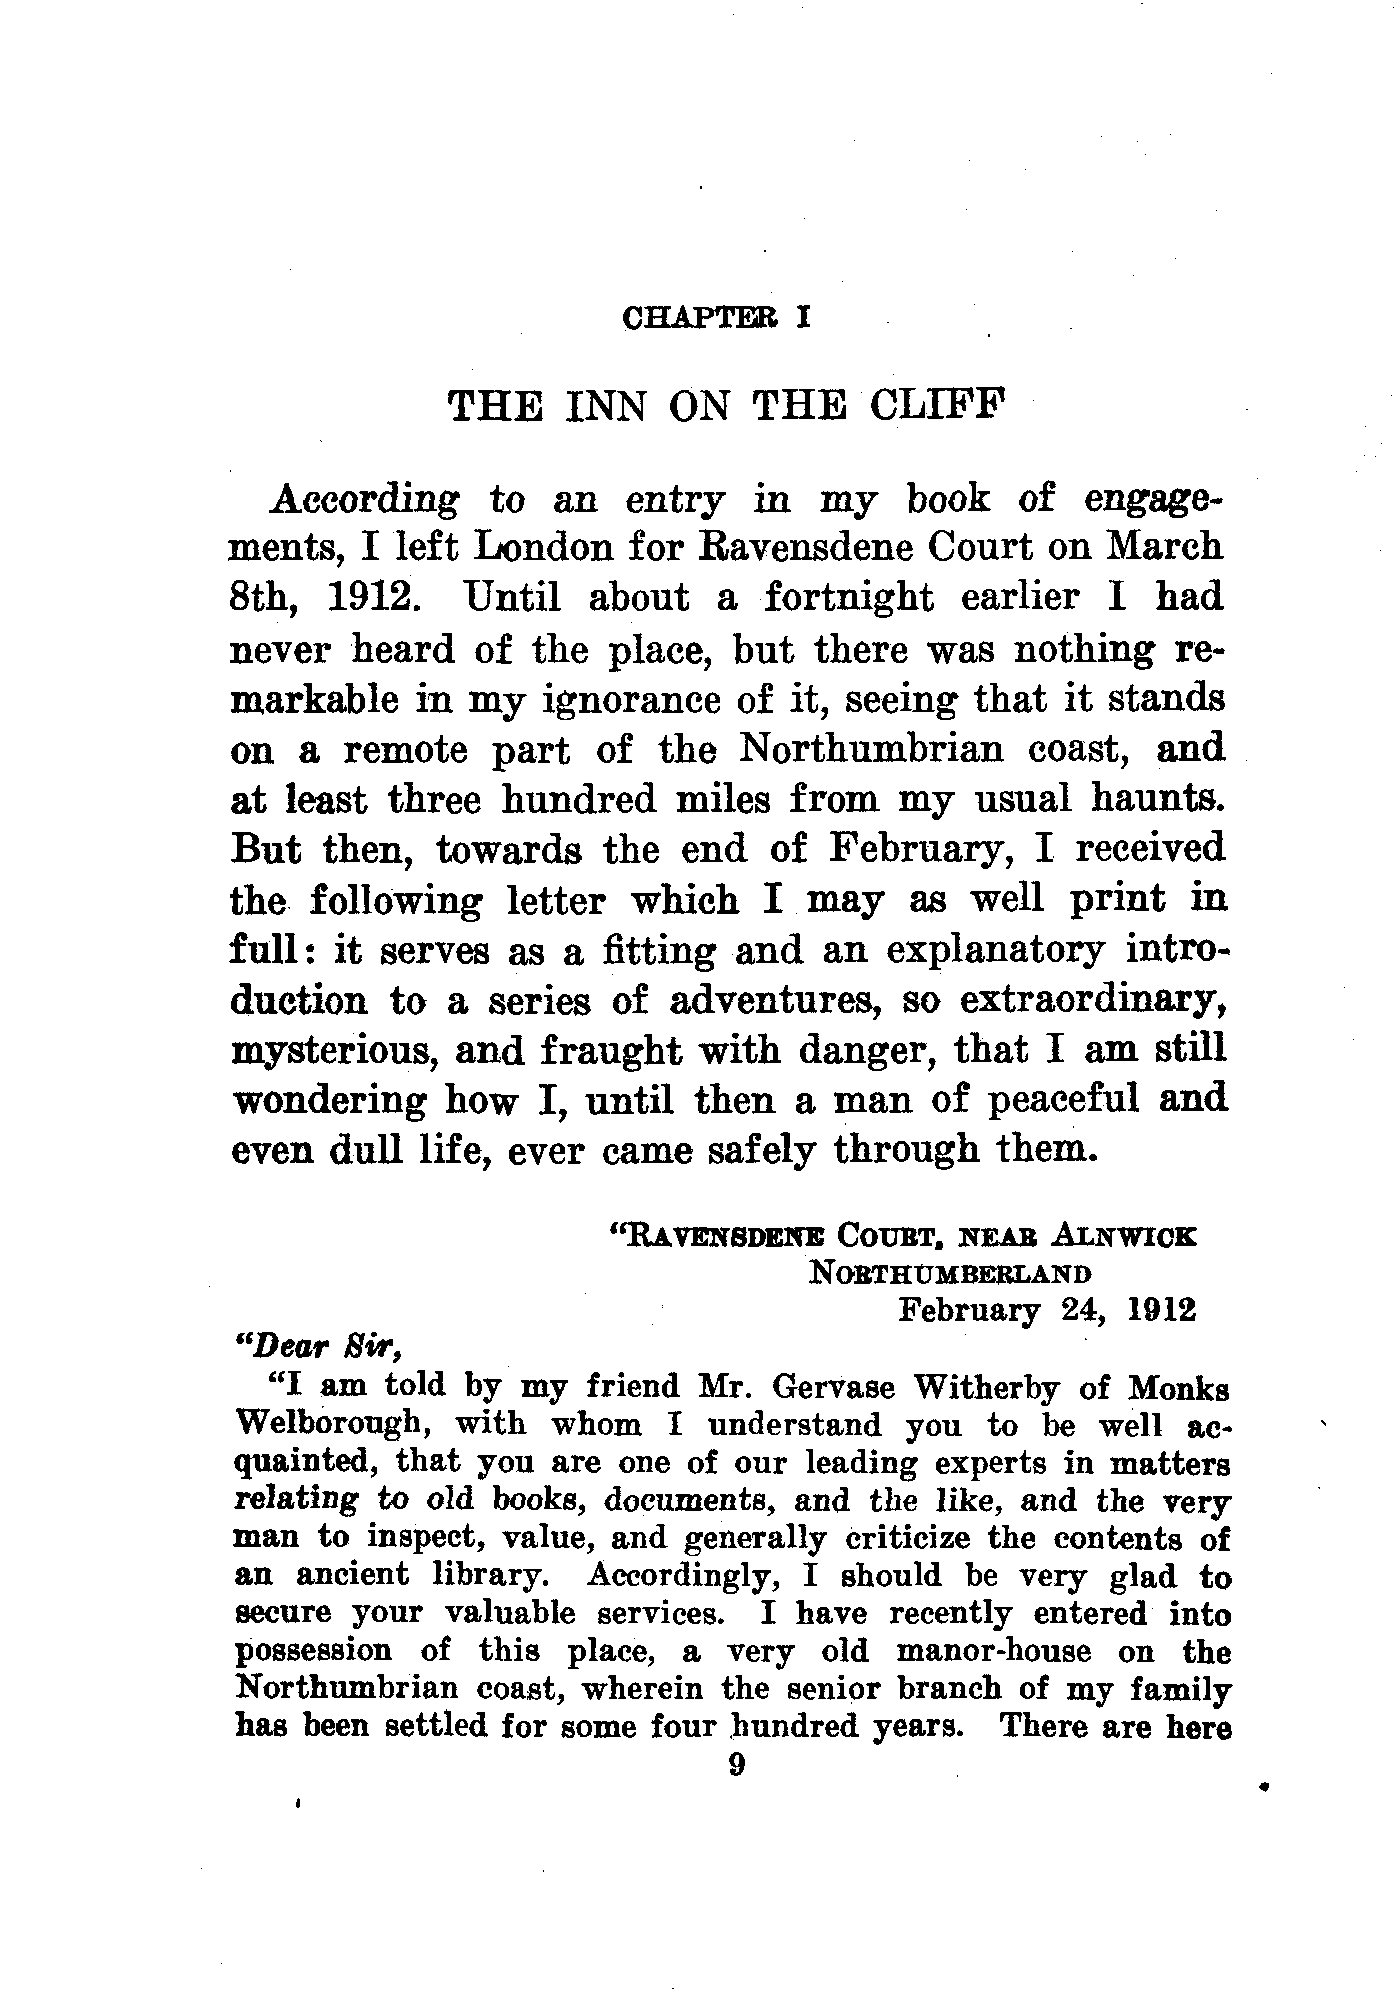 CHAPTER I
THE INN ON THE CLIFF
According to an entry in my book of engage-
ments, I left London for Ravensdene Court on March
8th, 1912. Until about a fortnight earlier I had
never heard of the place, but there was nothing re-
markable in my ignorance of it, seeing that it stands
on a remote part of the Northumbrian coast, and
at least three hundred miles from my usual haunts.
But then, towards the end of February, I received
the following letter which I may as well print in
full: it serves as a fitting and an explanatory intro-
duction to a series of adventures, so extraordinary,
mysterious, and fraught with danger, that I am still
wondering how I, until then a man of peaceful and
even dull life, ever came safely through them.
“RAVENSDENE COURT, NEAR ALNWICK
NORTHUMBERLAND
February 24, 1912
“Dear Sir,
“I am told by my friend Mr. Gervase Witherby of Monks
Welborough, with whom I understand you to be well ac-
quainted, that you are one of our leading experts in matters
relating to old books, documents, and the like, and the very
man to inspect, value, and generally criticize the contents of
an ancient library. Accordingly, I should be very glad to
secure your valuable services. I have recently entered into
possession of this place, a very old manor-house on the
Northumbrian coast, wherein the senior branch of my family
has been settled for some four hundred years. There are here
9